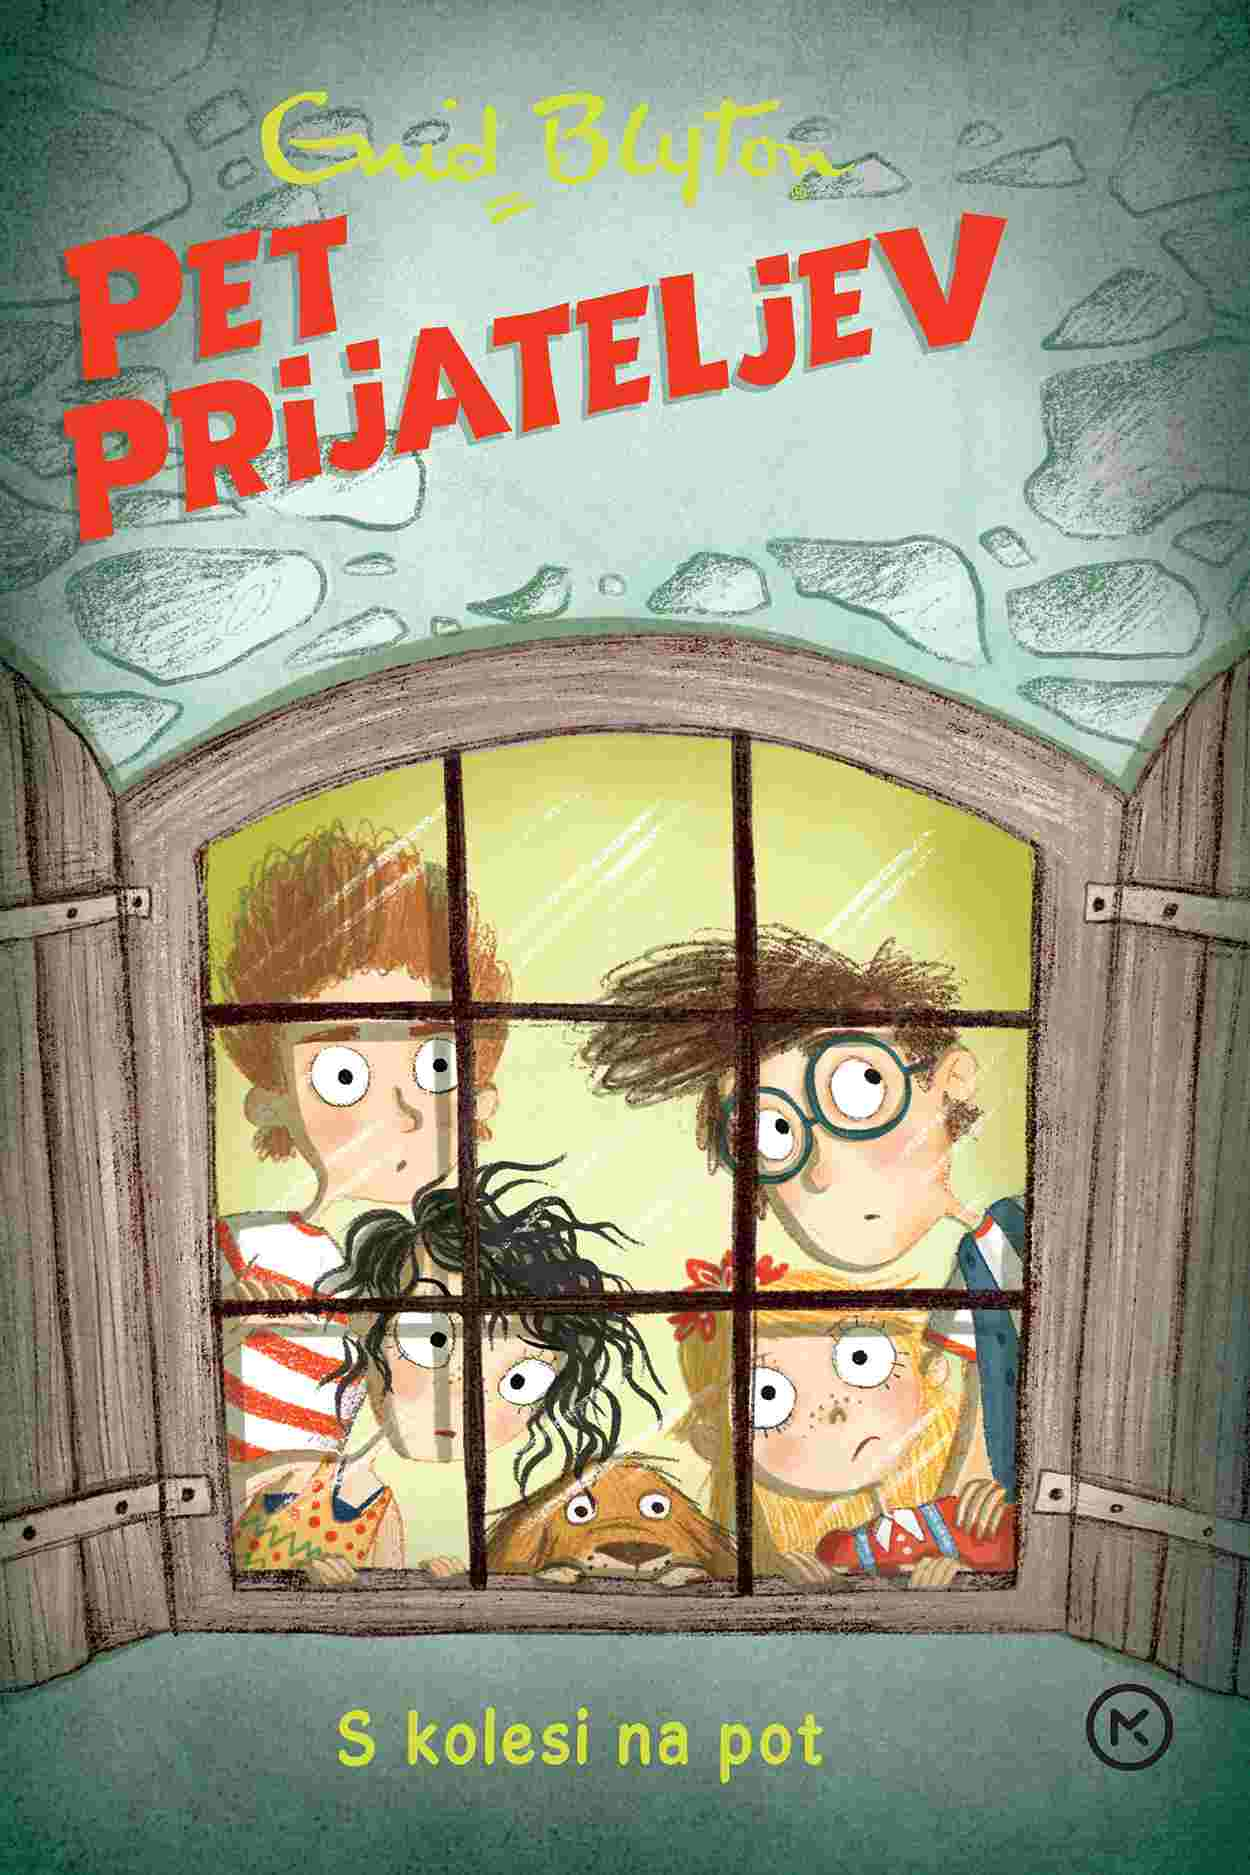 Enid Blyton®
PET
PRijATELjEV
S kolesi na pot